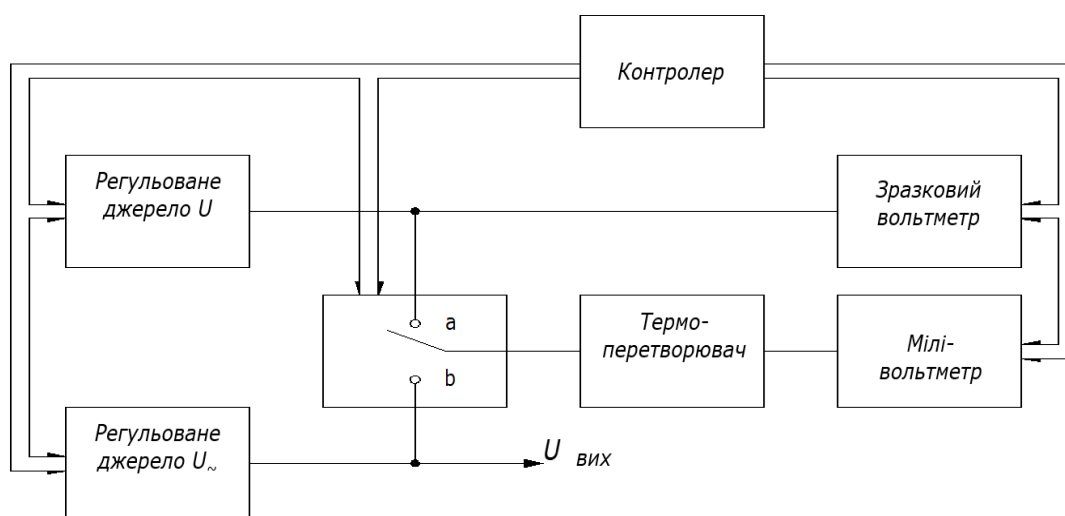 Контролер
Регульоване
джерело U
Зразковий
вольтметр
a
b
Термо-
перетворювач
Мілі-
вольтметр
Регульоване
джерело U~
U вих